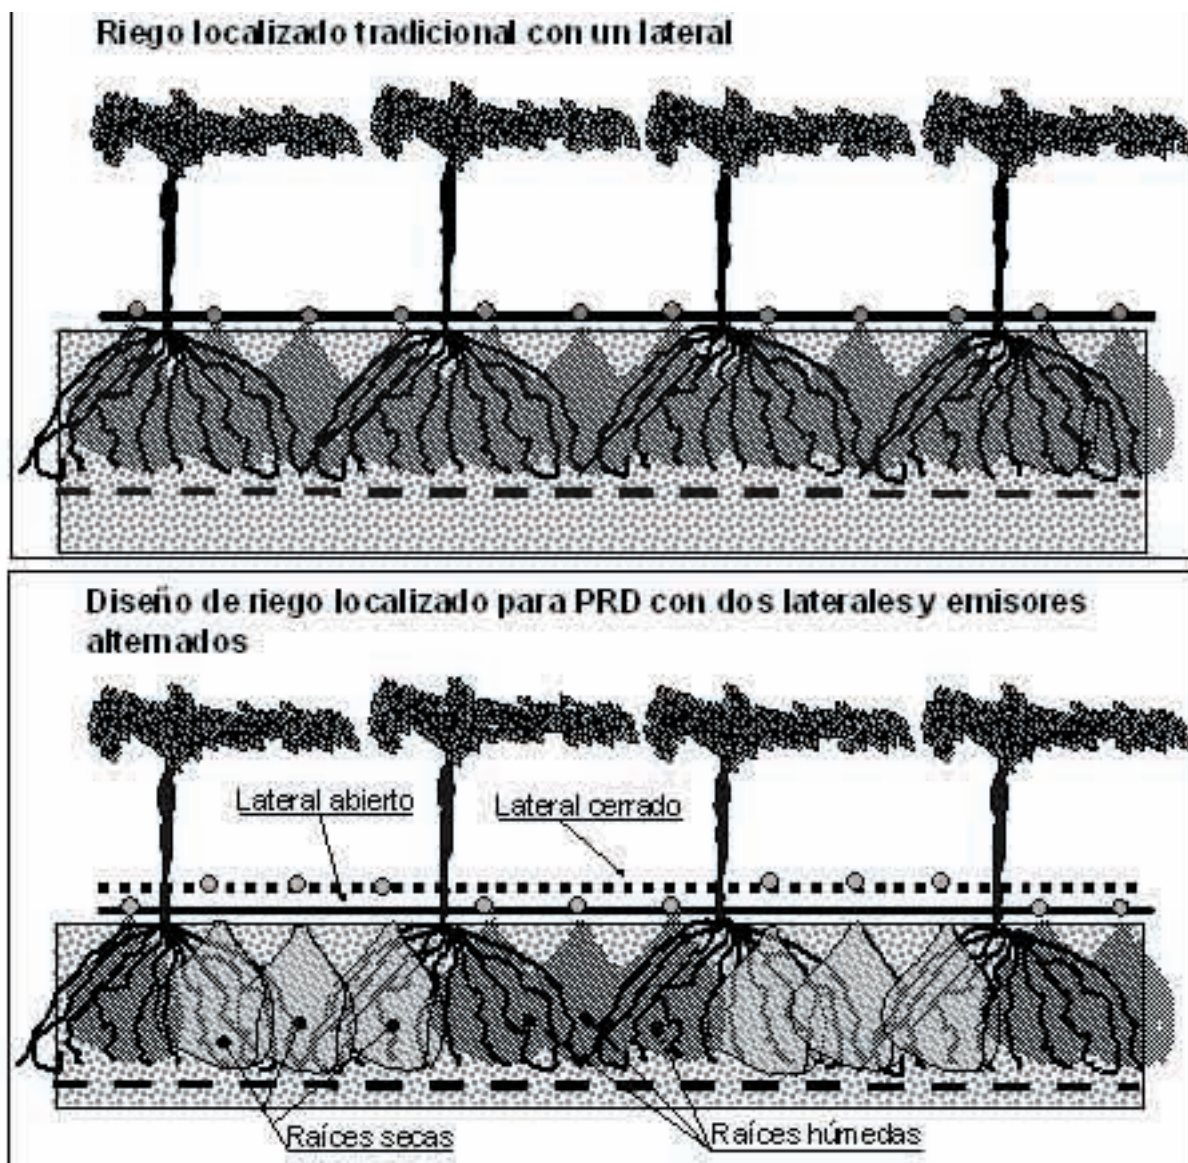 Riego localizado tradicional con un lateral
Diseño de riego localizado para PRD con dos laterales y emisores
alternados
Lateral abierto
Lateral cerrado
Raíces secas
Raíces húmedas